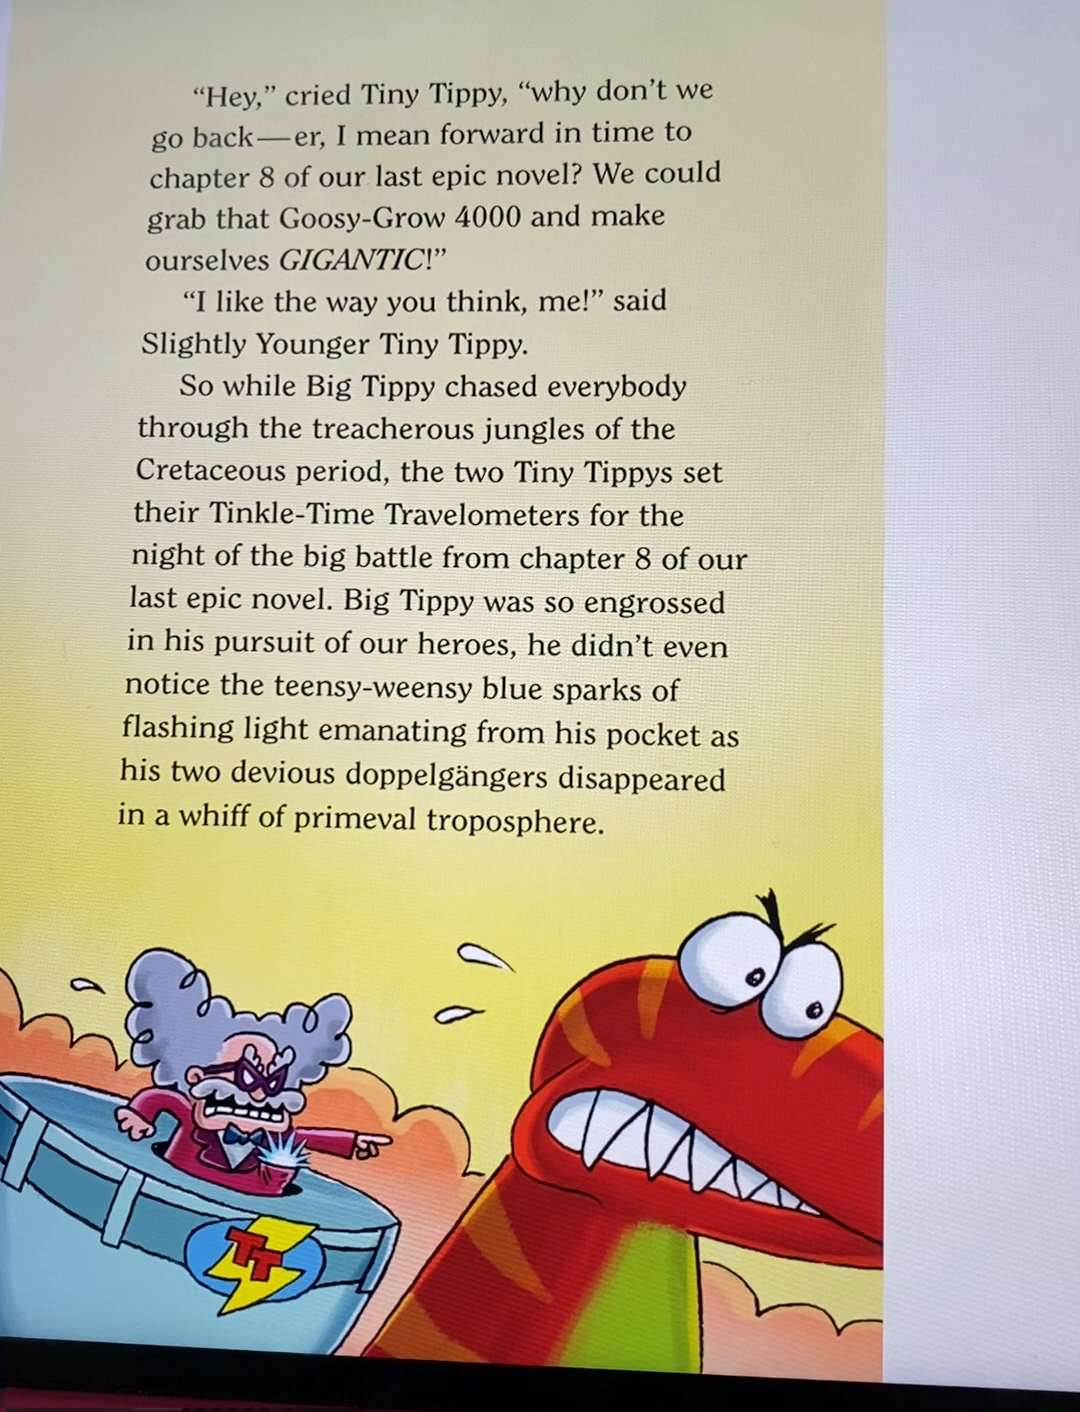 “Hey,” cried Tiny Tippy, “why don’t we
go back—er, I mean forward in time to
chapter 8 of our last epic novel? We could
grab that Goosy-Grow 4000 and make
ourselves GIGANTIC!”
“I like the way you think, me!” said
Slightly Younger Tiny Tippy.
So while Big Tippy chased everybody
through the treacherous jungles of the
Cretaceous period, the two Tiny Tippys set
their Tinkle-Time Travelometers for the
night of the big battle from chapter 8 of our
last epic novel. Big Tippy was so engrossed
in his pursuit of our heroes, he didn’t even
notice the teensy-weensy blue sparks of
flashing light emanating from his pocket as
his two devious doppelgängers disappeared
in a whiff of primeval troposphere.
TT